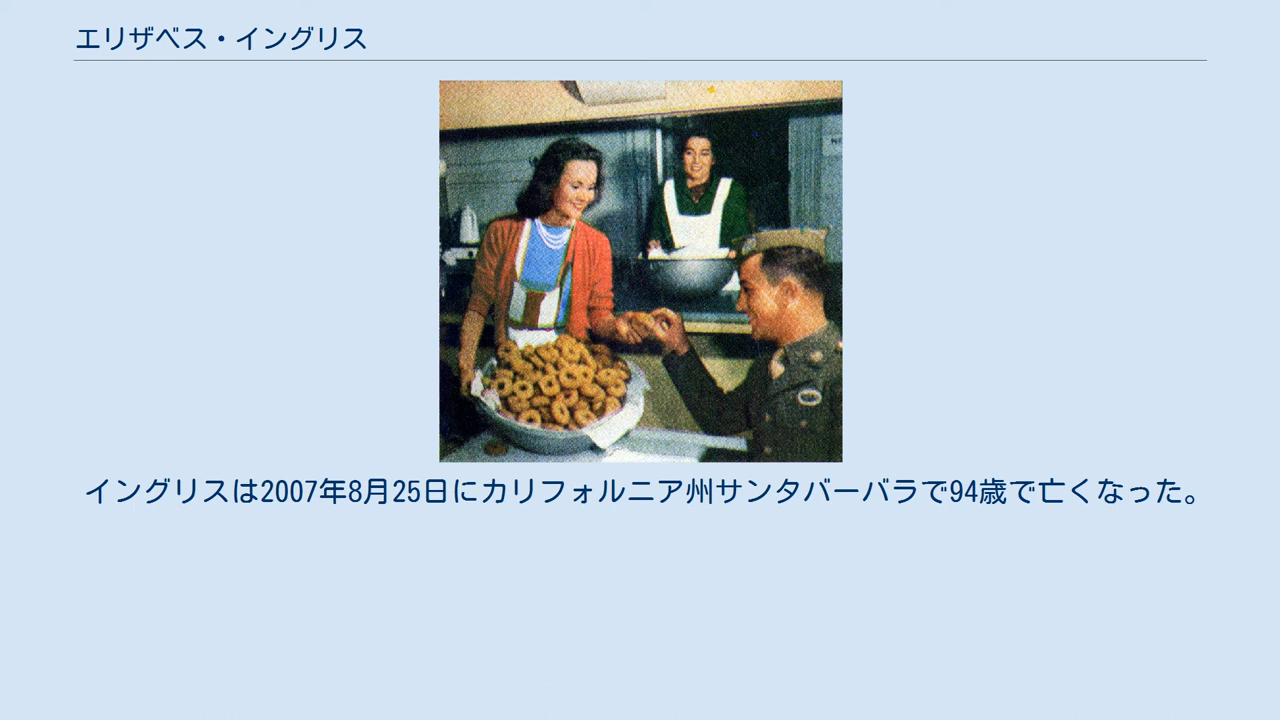 エリザベス・イングリス
イングリスは2007年8月25日にカリフォルニア州サンタバーバラで94歳で亡くなった。